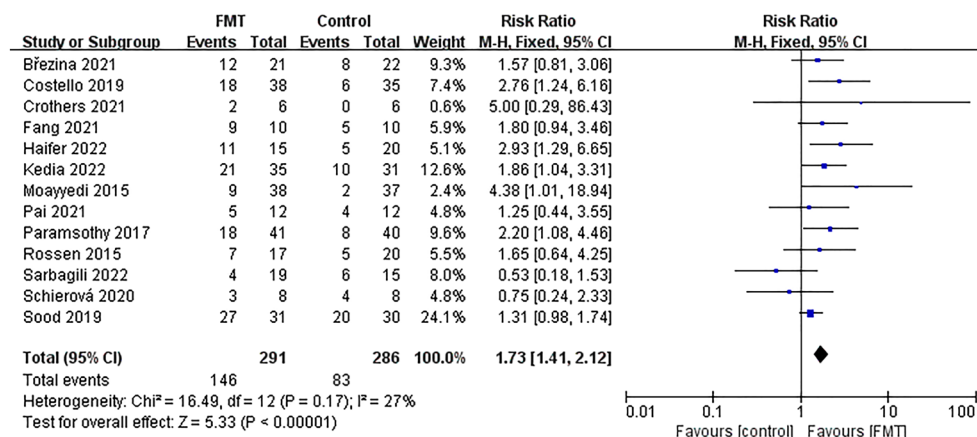 FMT Control Risk Ratio Risk Ratio
Study or Subgroup Events Total Events Total Weight M-H, Fixed, 95% CI M-H, Fixed, 95% CI
Březina 2021 12 21 8 22 9.3% 1.57 [0.81, 3.06]
Costello 2019 18 38 6 35 7.4% 2.76 [1.24, 6.16]
Crothers 2021 2 6 0 6 0.6% 5.00 [0.29, 86.43]
Fang 2021 9 10 5 10 5.9% 1.80 [0.94, 3.46]
Haifer 2022 11 15 5 20 5.1% 2.93 [1.29, 6.65]
Kedia 2022 21 35 10 31 12.6% 1.86 [1.04, 3.31]
Moayyedi 2015 9 38 2 37 2.4% 4.38 [1.01, 18.94]
Pai 2021 5 12 4 12 4.8% 1.25 [0.44, 3.55]
Paramsothy 2017 18 41 8 40 9.6% 2.20 [1.08, 4.46]
Rossen 2015 7 17 5 20 5.5% 1.65 [0.64, 4.25]
Sarbagili 2022 4 19 6 15 8.0% 0.53 [0.18, 1.53]
Schierová 2020 3 8 4 8 4.8% 0.75 [0.24, 2.33]
Sood 2019 27 31 20 30 24.1% 1.31 [0.98, 1.74]
Total (95% CI) 291 286 100.0% 1.73 [1.41, 2.12]
Total events 146 83
Heterogeneity: Chi² = 16.49, df = 12 (P = 0.17); I² = 27%
Test for overall effect: Z = 5.33 (P < 0.00001)
0.01 0.1 1 10 100
Favours [control] Favours [FMT]